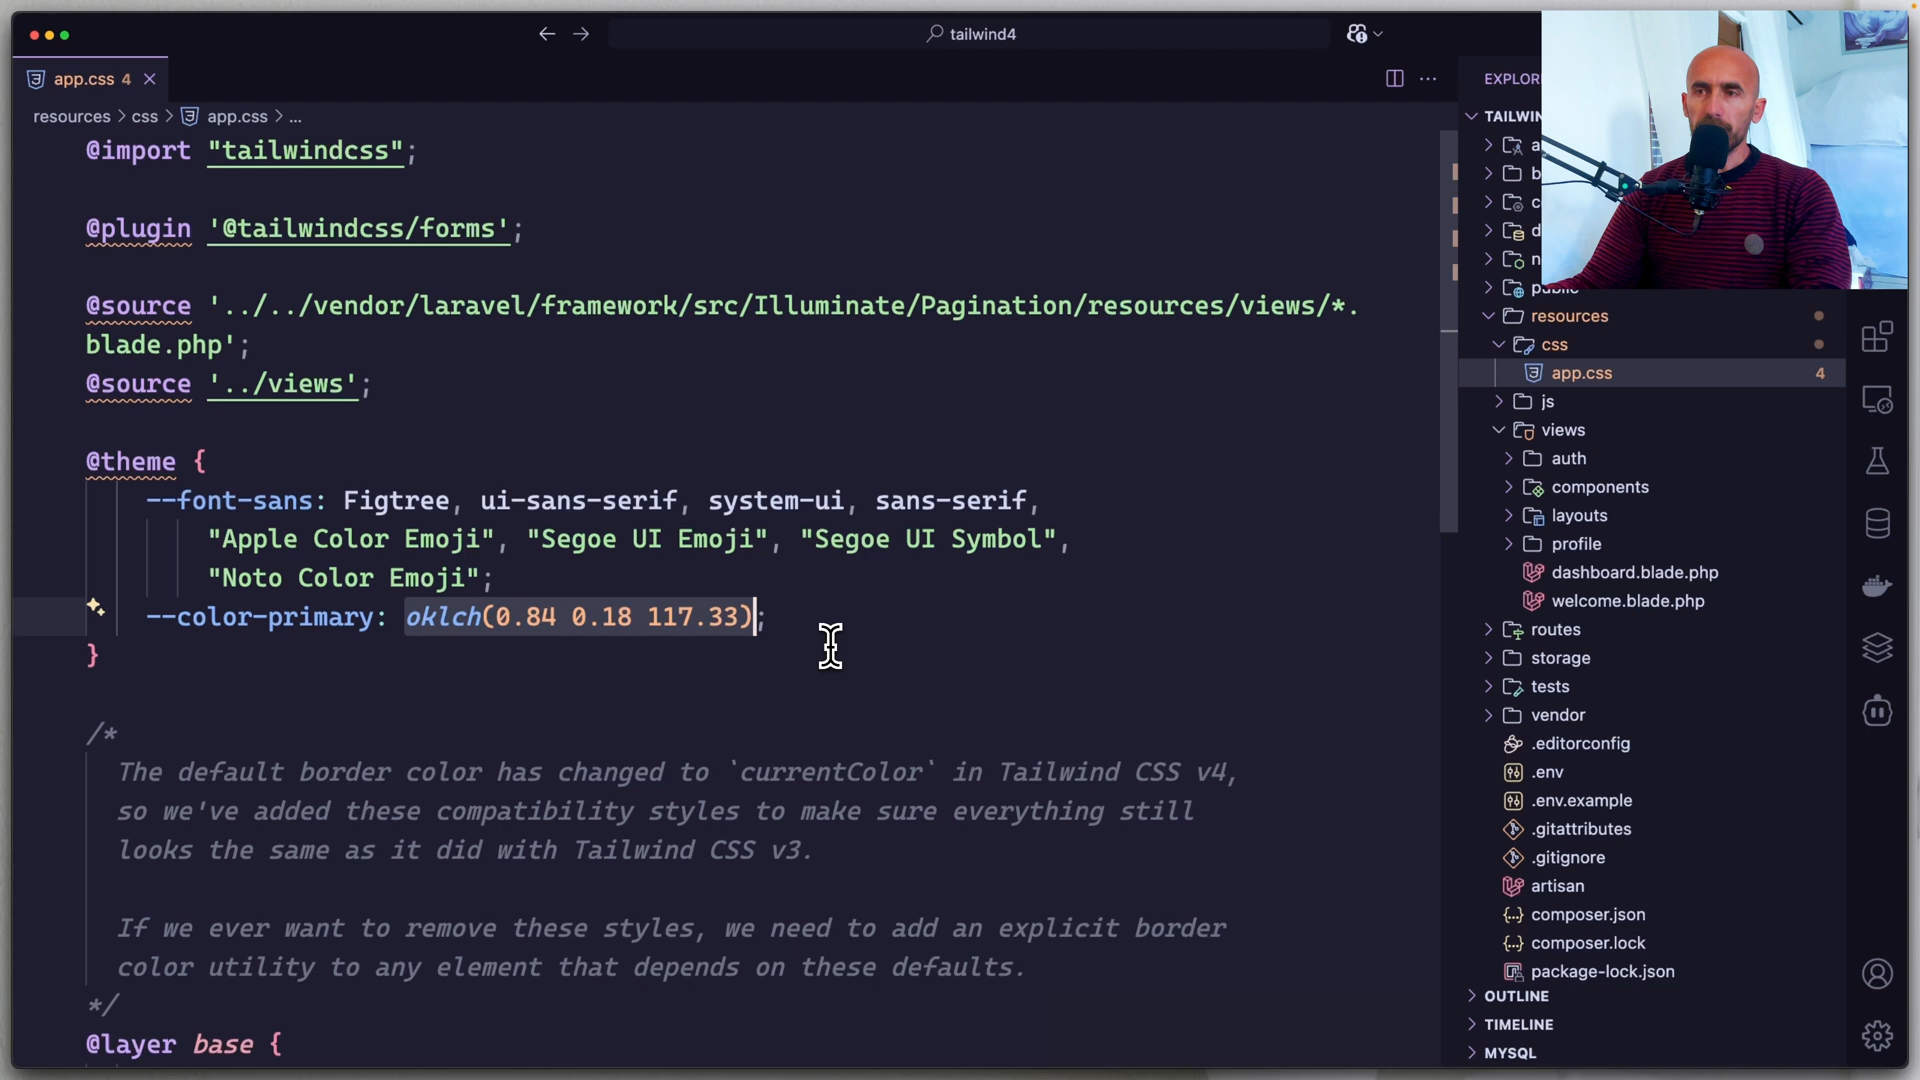 tailwind4
app.css 4
resources > css > app.css > ...
@import "tailwindcss";
@plugin '@tailwindcss/forms';
@source '../../vendor/laravel/framework/src/Illuminate/Pagination/resources/views/*.
blade.php';
@source '../views';
@theme {
--font-sans: Figtree, ui-sans-serif, system-ui, sans-serif,
"Apple Color Emoji", "Segoe UI Emoji", "Segoe UI Symbol",
"Noto Color Emoji";
--color-primary: oklch(0.84 0.18 117.33);
}
/*
The default border color has changed to `currentColor` in Tailwind CSS v4,
so we've added these compatibility styles to make sure everything still
looks the same as it did with Tailwind CSS v3.
If we ever want to remove these styles, we need to add an explicit border
color utility to any element that depends on these defaults.
*/
@layer base {
EXPLOR
TAILWIN
a
b
c
d
n
public
resources
css
app.css 4
js
views
auth
components
layouts
profile
dashboard.blade.php
welcome.blade.php
routes
storage
tests
vendor
.editorconfig
.env
.env.example
.gitattributes
.gitignore
artisan
composer.json
composer.lock
package-lock.json
OUTLINE
TIMELINE
MYSQL